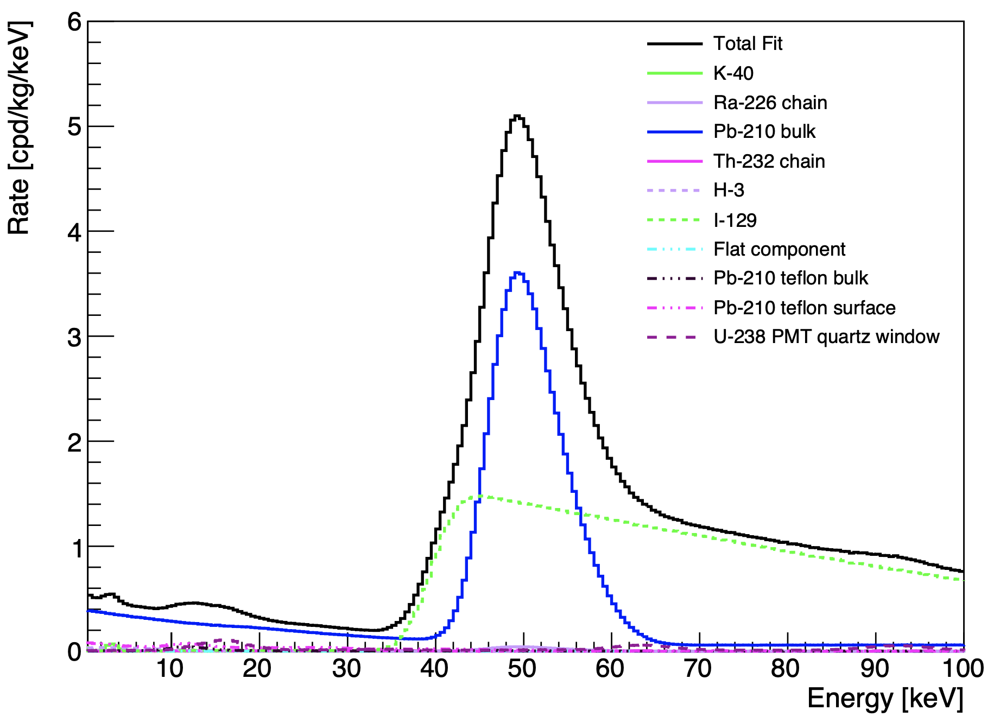 Rate [cpd/kg/keV]
6
5
4
3
2
1
0
Total Fit
K-40
Ra-226 chain
Pb-210 bulk
Th-232 chain
H-3
I-129
Flat component
Pb-210 teflon bulk
Pb-210 teflon surface
U-238 PMT quartz window
10 20 30 40 50 60 70 80 90 100
Energy [keV]